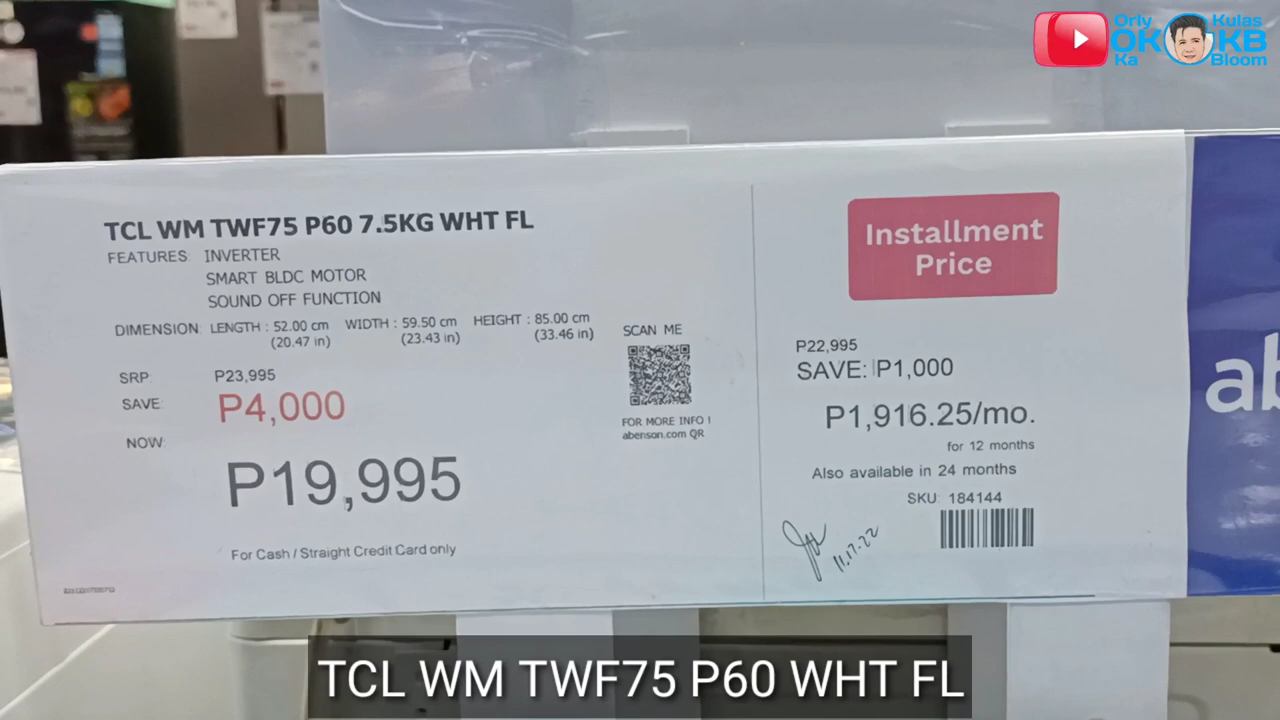 Orly Kulas
OK KB
Ka Bloom
TCL WM TWF75 P60 7.5KG WHT FL
FEATURES: INVERTER
SMART BLDC MOTOR
SOUND OFF FUNCTION
DIMENSION: LENGTH : 52.00 cm WIDTH : 59.50 cm HEIGHT : 85.00 cm
(20.47 in) (23.43 in) (33.46 in)
SRP: P23,995
SAVE: P4,000
NOW:
P19,995
For Cash / Straight Credit Card only
SCAN ME
FOR MORE INFO !
abenson.com QR
Installment
Price
P22,995
SAVE: P1,000
P1,916.25/mo.
for 12 months
Also available in 24 months
SKU: 184144
11.17.22
ab
TCL WM TWF75 P60 WHT FL